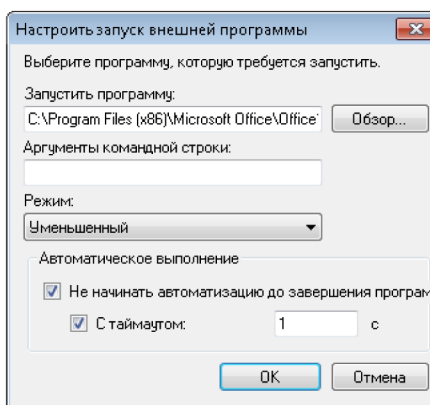 Настроить запуск внешней программы
Выберите программу, которую требуется запустить.
Запустить программу:
C:\Program Files (x86)\Microsoft Office\Office
Обзор...
Аргументы командной строки:
Режим:
Уменьшенный
Автоматическое выполнение
Не начинать автоматизацию до завершения програм
С таймаутом:
1
с
OK
Отмена